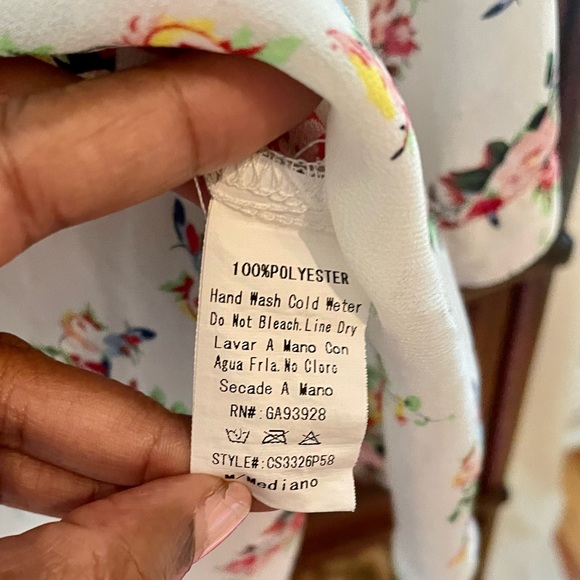 100%POLYESTER
Hand Wash Cold Weter
Do Not Bleach.Line Dry
Lavar A Mano Con
Agua Frla.No Cloro
Secade A Mano
RN#:GA93928
STYLE#:CS3326P58
M/Mediano